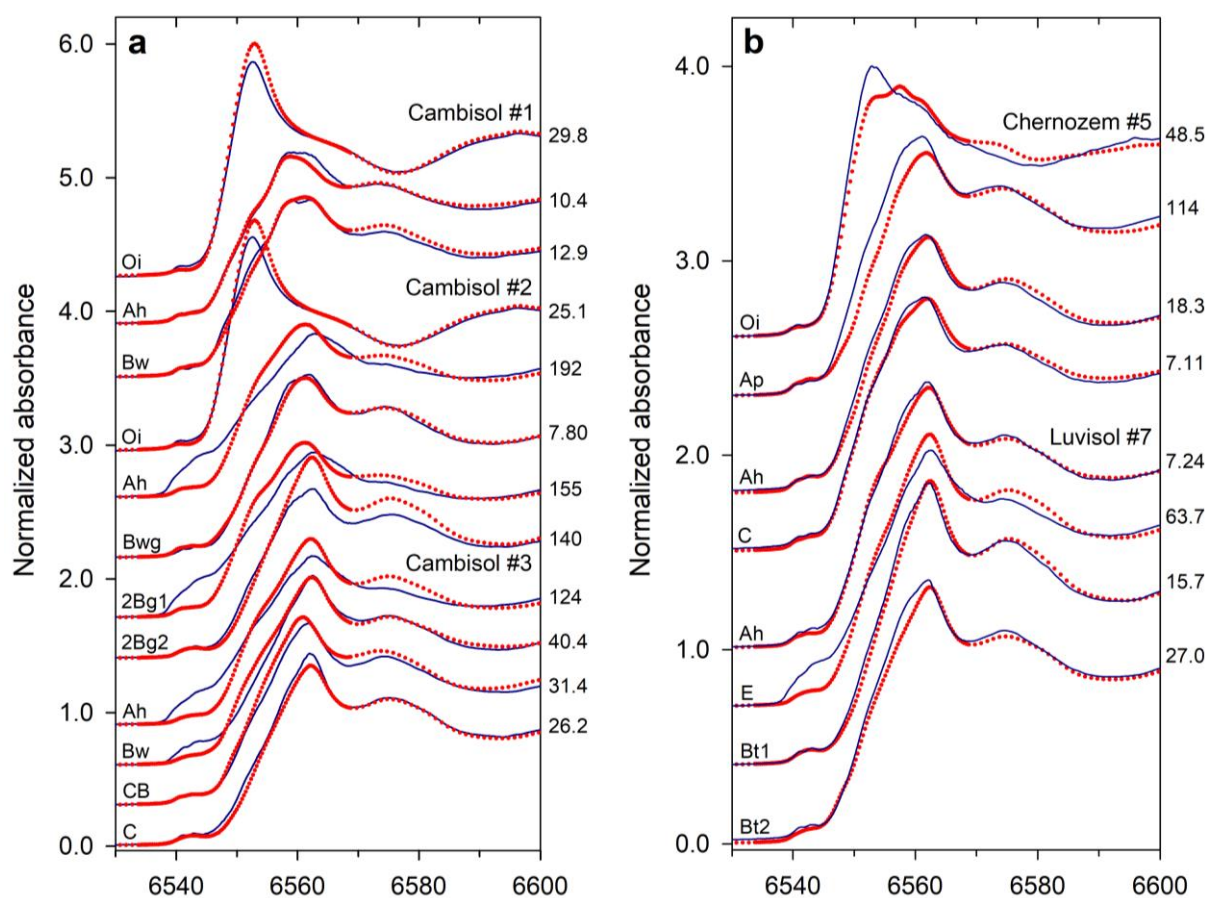 a
6.0
5.0
4.0
3.0
2.0
1.0
0.0
Normalized absorbance
Cambisol #1
29.8
10.4
12.9
Oi
Ah
Bw
Cambisol #2
25.1
192
7.80
155
140
Oi
Ah
Bwg
2Bg1
2Bg2
Cambisol #3
124
40.4
31.4
26.2
Ah
Bw
CB
C
6540
6560
6580
6600
b
4.0
3.0
2.0
1.0
0.0
Normalized absorbance
Chernozem #5
48.5
114
18.3
7.11
Oi
Ap
Ah
C
Luvisol #7
7.24
63.7
15.7
27.0
Ah
E
Bt1
Bt2
6540
6560
6580
6600